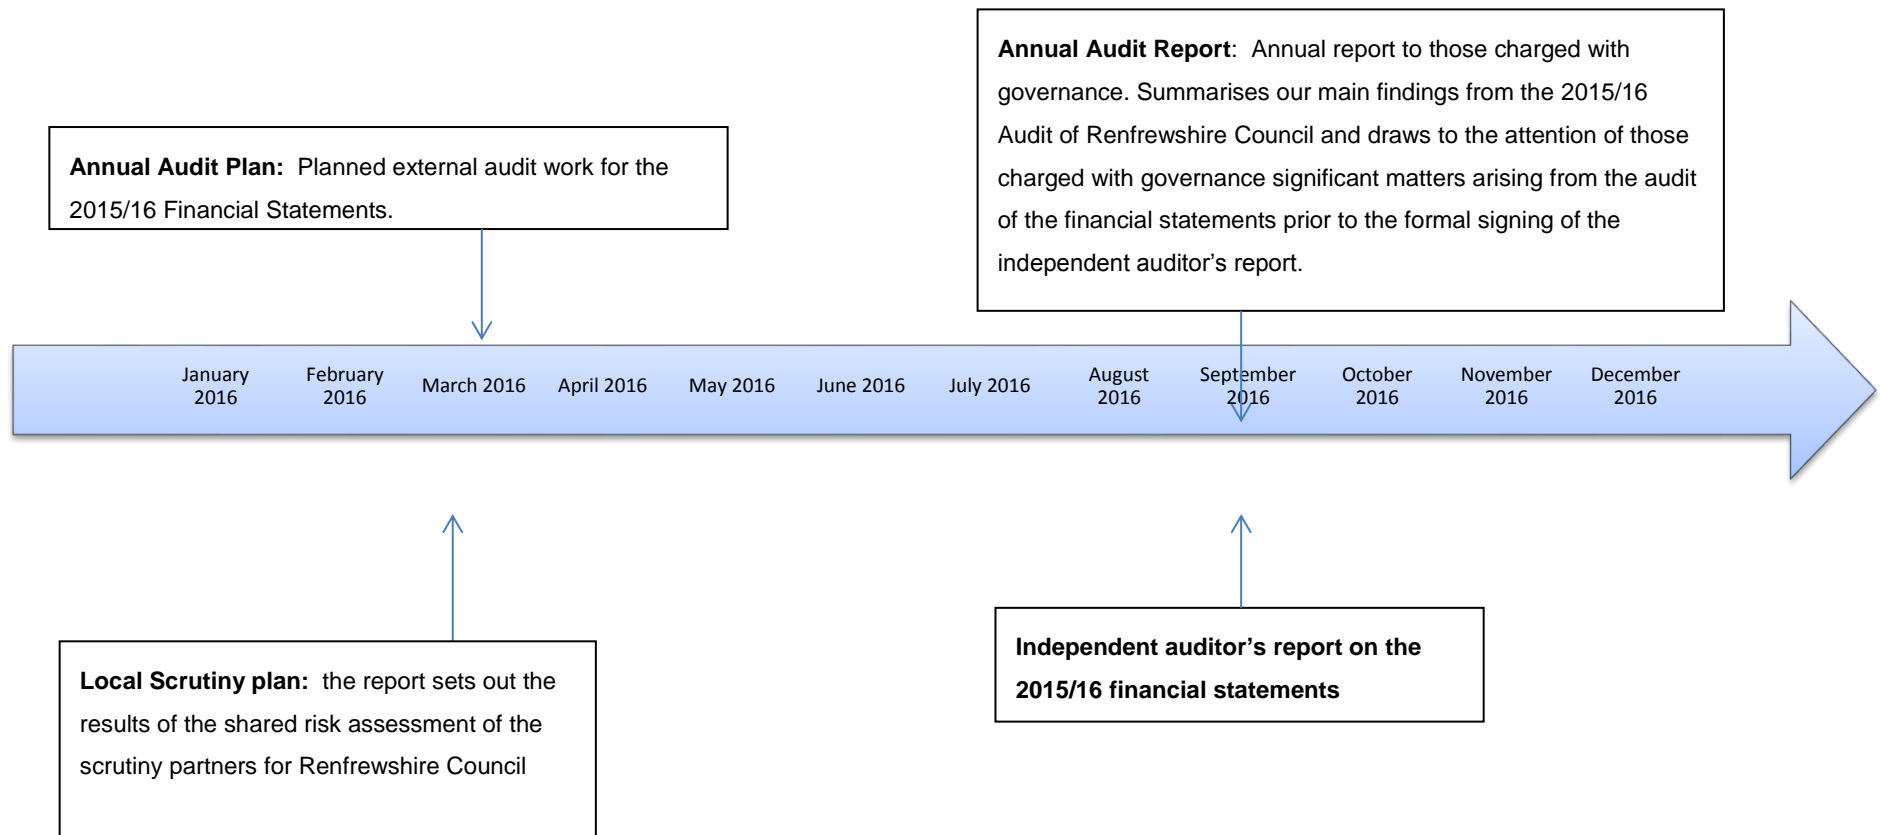 Annual Audit Report:  Annual report to those charged with
governance. Summarises our main findings from the 2015/16
Audit of Renfrewshire Council and draws to the attention of those
charged with governance significant matters arising from the audit
of the financial statements prior to the formal signing of the
independent auditor’s report.
Annual Audit Plan:  Planned external audit work for the
2015/16 Financial Statements.
January
2016
February
2016
March 2016
April 2016
May 2016
June 2016
July 2016
August
2016
September
2016
October
2016
November
2016
December
2016
Local Scrutiny plan:  the report sets out the
results of the shared risk assessment of the
scrutiny partners for Renfrewshire Council
Independent auditor’s report on the
2015/16 financial statements